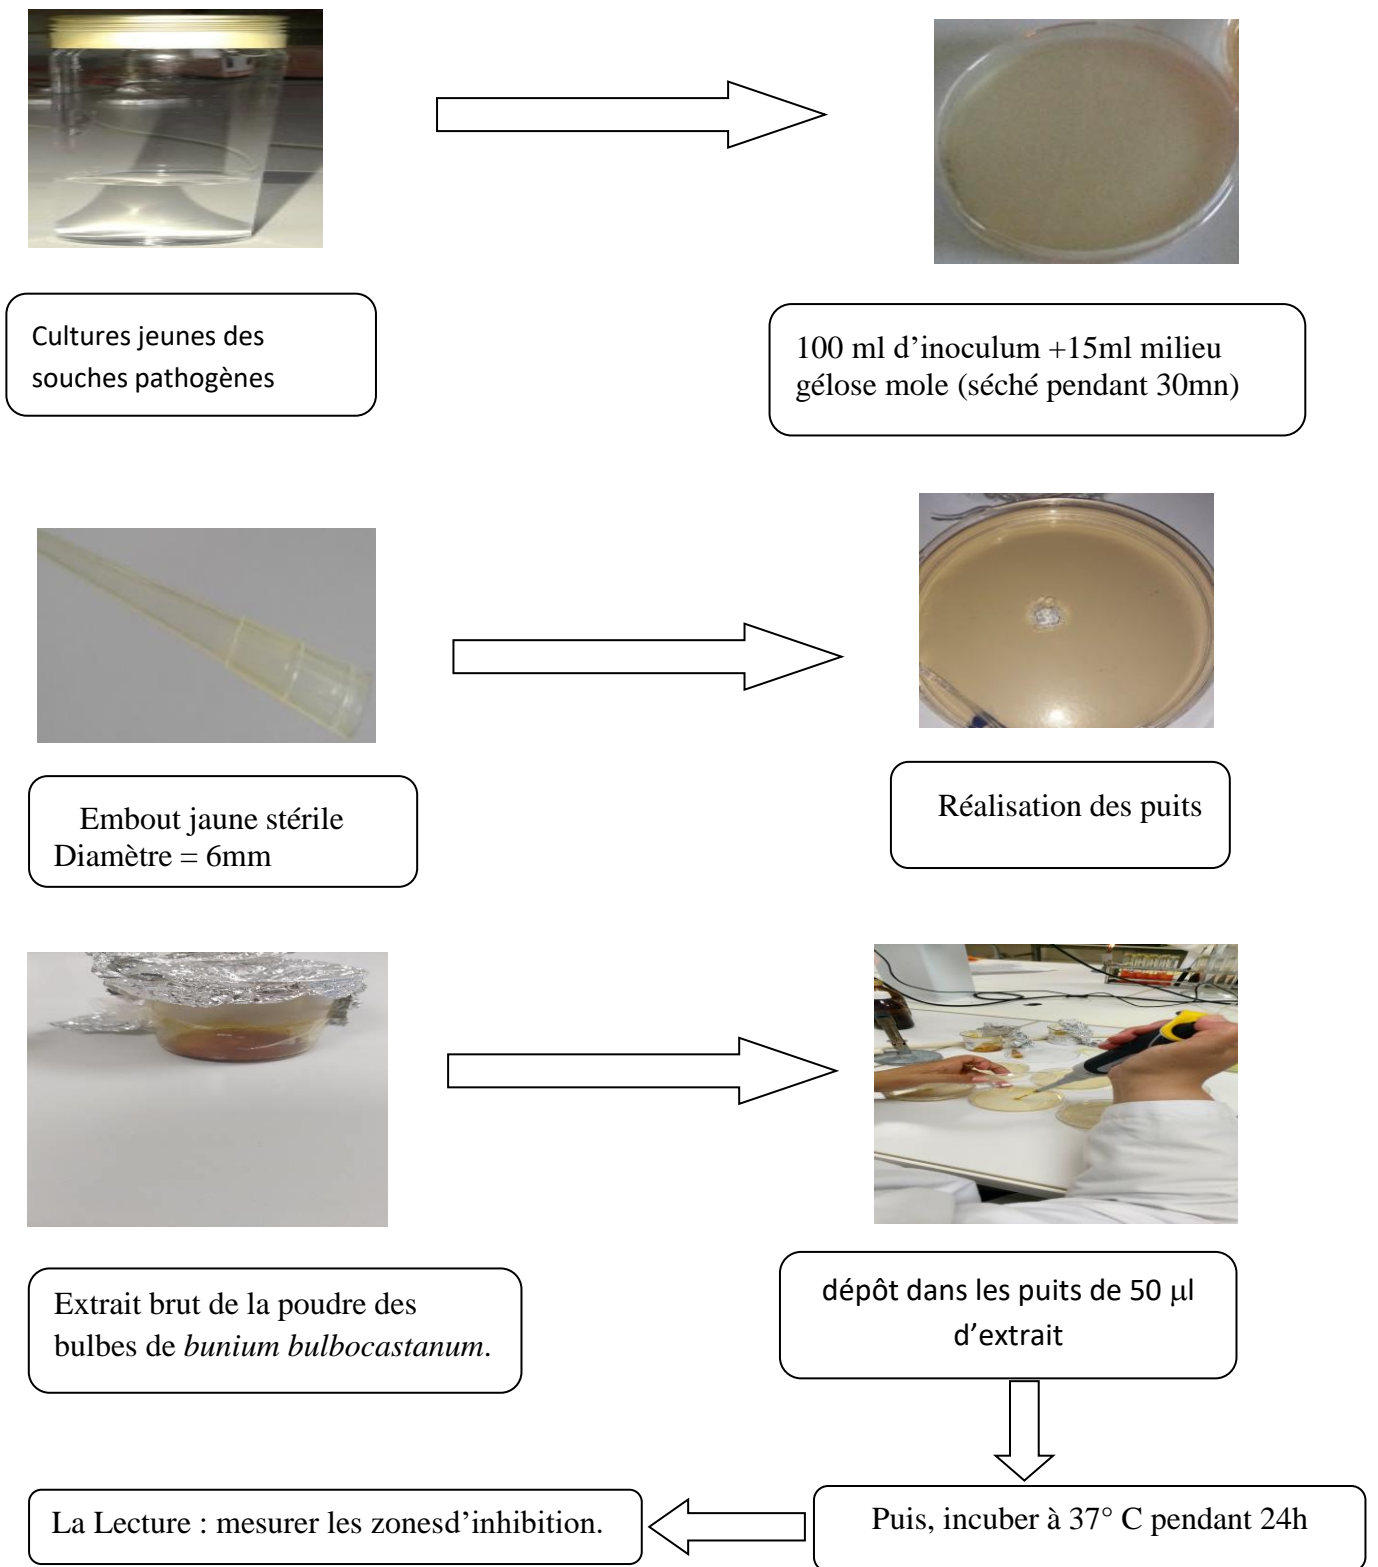 Cultures jeunes des
souches pathogènes
100 ml d’inoculum +15ml milieu
gélose mole (séché pendant 30mn)
Embout jaune stérile
Diamètre = 6mm
Réalisation des puits
Extrait brut de la poudre des
bulbes de bunium bulbocastanum.
dépôt dans les puits de 50 µl
d’extrait
Puis, incuber à 37° C pendant 24h
La Lecture : mesurer les zonesd’inhibition.